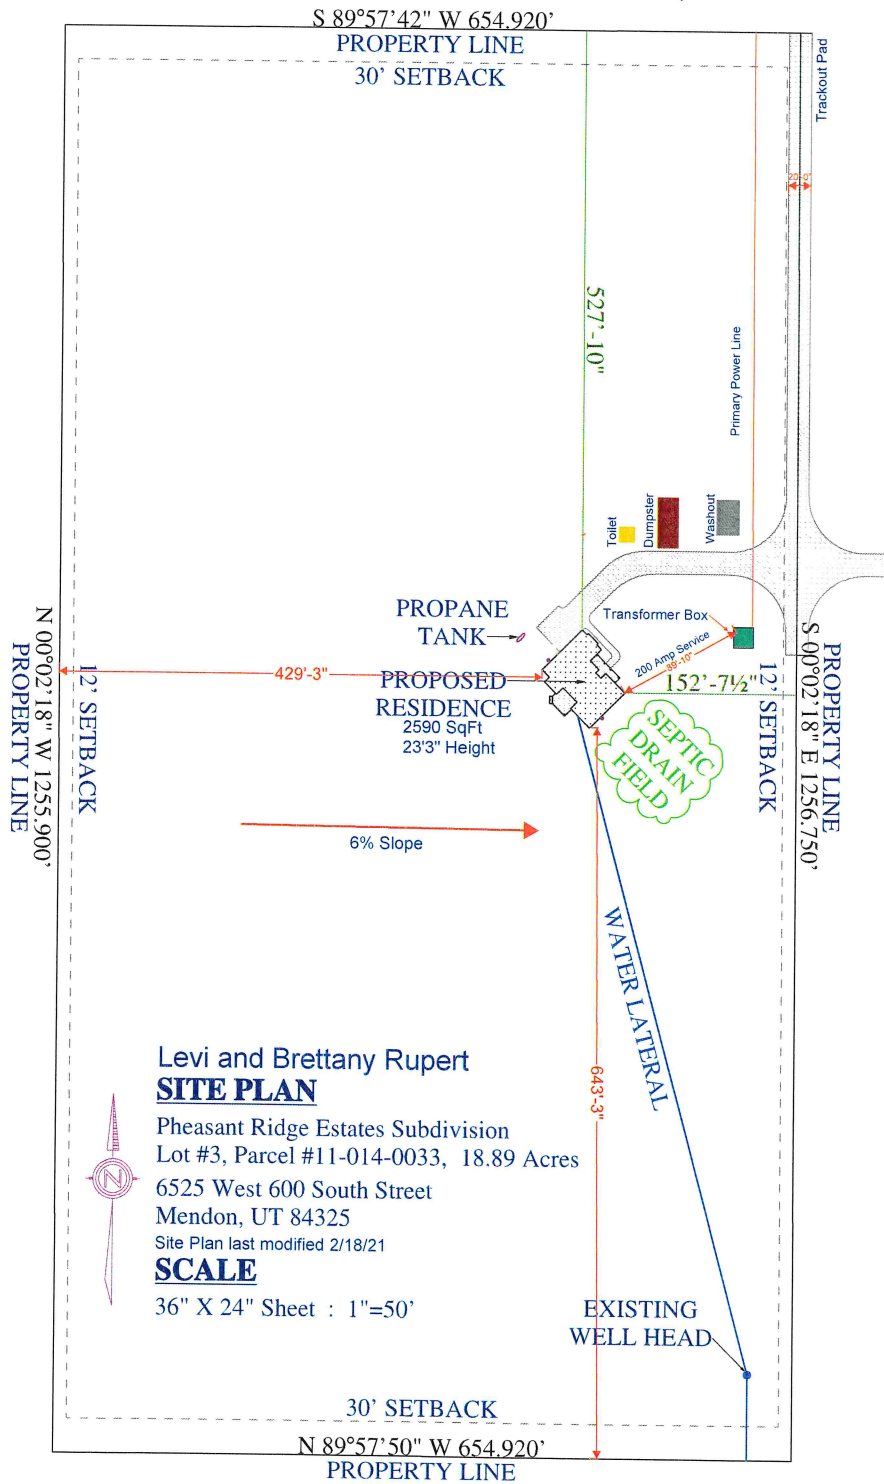 S 89°57'42" W 654.920'
PROPERTY LINE
30' SETBACK
Trackout Pad
20'-0"
527'-10"
Primary Power Line
Toilet
Dumpster
Washout
PROPANE
TANK
Transformer Box
200 Amp Service
89'-10"
152'-7½"
429'-3"
PROPOSED
RESIDENCE
2590 SqFt
23'3" Height
SEPTIC
DRAIN
FIELD
N 00°02'18" W 1255.900'
PROPERTY LINE
12' SETBACK
12' SETBACK
S 00°02'18" E 1256.750'
PROPERTY LINE
6% Slope
WATER LATERAL
643'-3"
Levi and Brettany Rupert
SITE PLAN
Pheasant Ridge Estates Subdivision
Lot #3, Parcel #11-014-0033, 18.89 Acres
6525 West 600 South Street
Mendon, UT 84325
Site Plan last modified 2/18/21
SCALE
36" X 24" Sheet : 1"=50'
N
EXISTING
WELL HEAD
30' SETBACK
N 89°57'50" W 654.920'
PROPERTY LINE